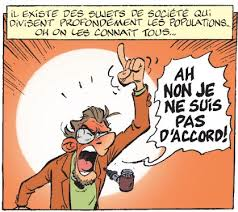 IL EXISTE DES SUJETS DE SOCIÉTÉ QUI
DIVISENT PROFONDÉMENT LES POPULATIONS.
OH ON LES CONNAÎT TOUS...
AH
NON JE
NE SUIS
PAS
D'ACCORD!